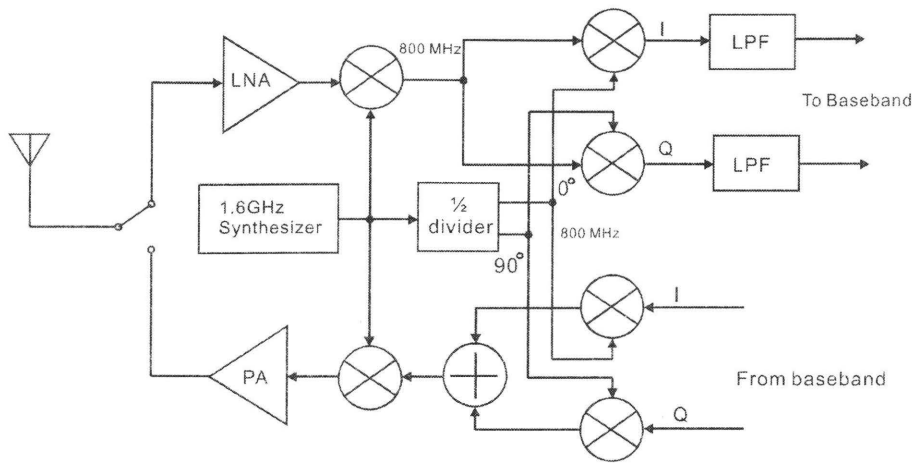 800 MHz
I
LPF
LNA
To Baseband
Q
LPF
0°
1.6GHz
Synthesizer
½
divider
800 MHz
90°
I
PA
From baseband
Q